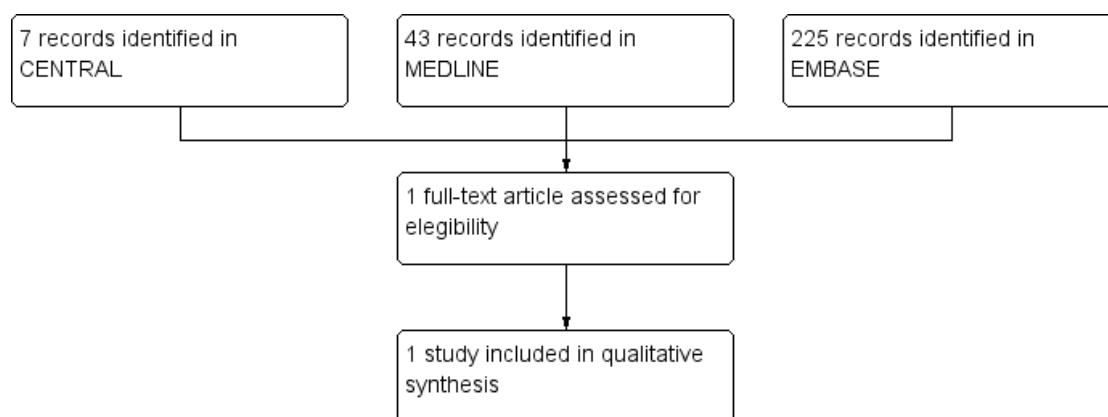 7 records identified in
CENTRAL
43 records identified in
MEDLINE
225 records identified in
EMBASE
1 full-text article assessed for
elegibility
1 study included in qualitative
synthesis